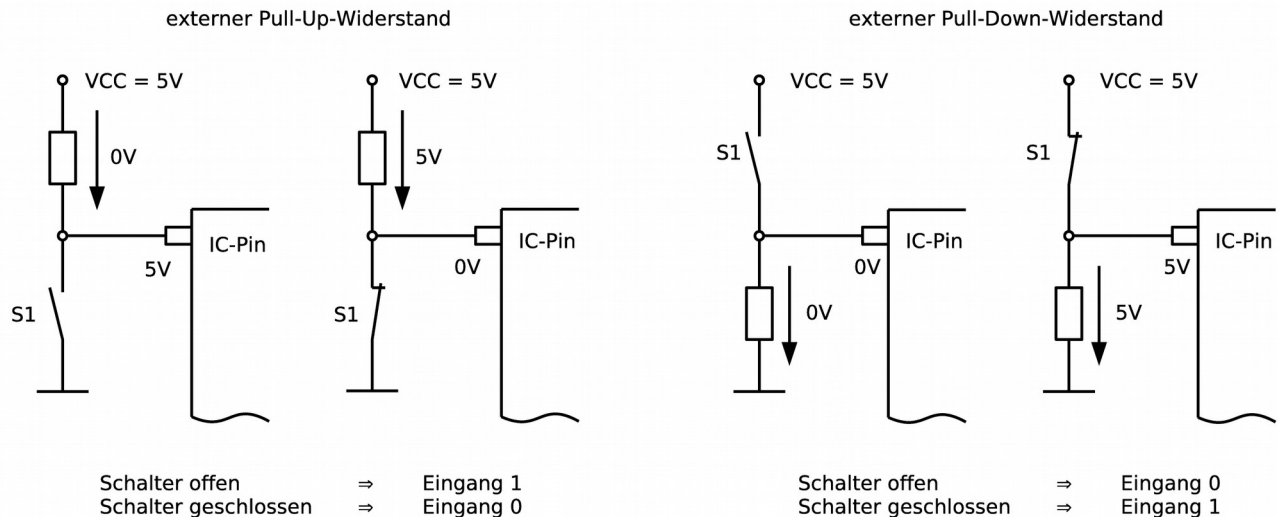 externer Pull-Up-Widerstand
VCC = 5V
0V
IC-Pin
5V
S1
VCC = 5V
5V
IC-Pin
0V
S1
Schalter offen ⇒ Eingang 1
Schalter geschlossen ⇒ Eingang 0
externer Pull-Down-Widerstand
VCC = 5V
S1
IC-Pin
0V
0V
VCC = 5V
S1
IC-Pin
5V
5V
Schalter offen ⇒ Eingang 0
Schalter geschlossen ⇒ Eingang 1